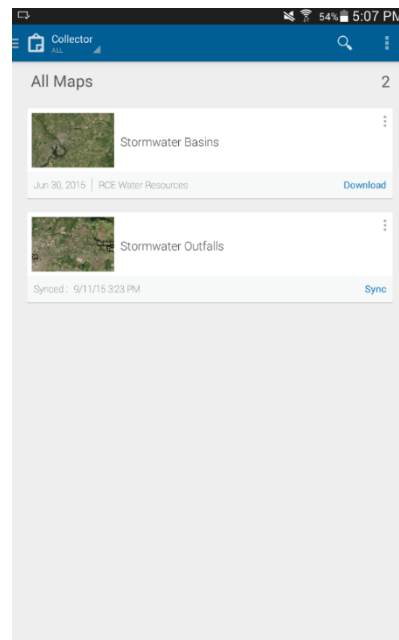 54% 5:07 PM
Collector
ALL
All Maps 2
Stormwater Basins
Jun 30, 2015 | RCE Water Resources Download
Stormwater Outfalls
Synced : 9/11/15 3:23 PM Sync